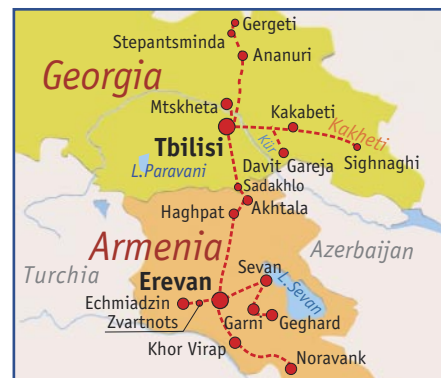 Gergeti
Stepantsminda
Ananuri
Georgia
Mtskheta
Kakabeti
Kakheti
Tbilisi
Kür
Davit Gareja
Sighnaghi
L.Paravani
Sadakhlo
Haghpat
Akhtala
Armenia
Azerbaijan
Turchia
Sevan
Erevan
L. Sevan
Echmiadzin
Zvartnots
Garni
Geghard
Khor Virap
Noravank